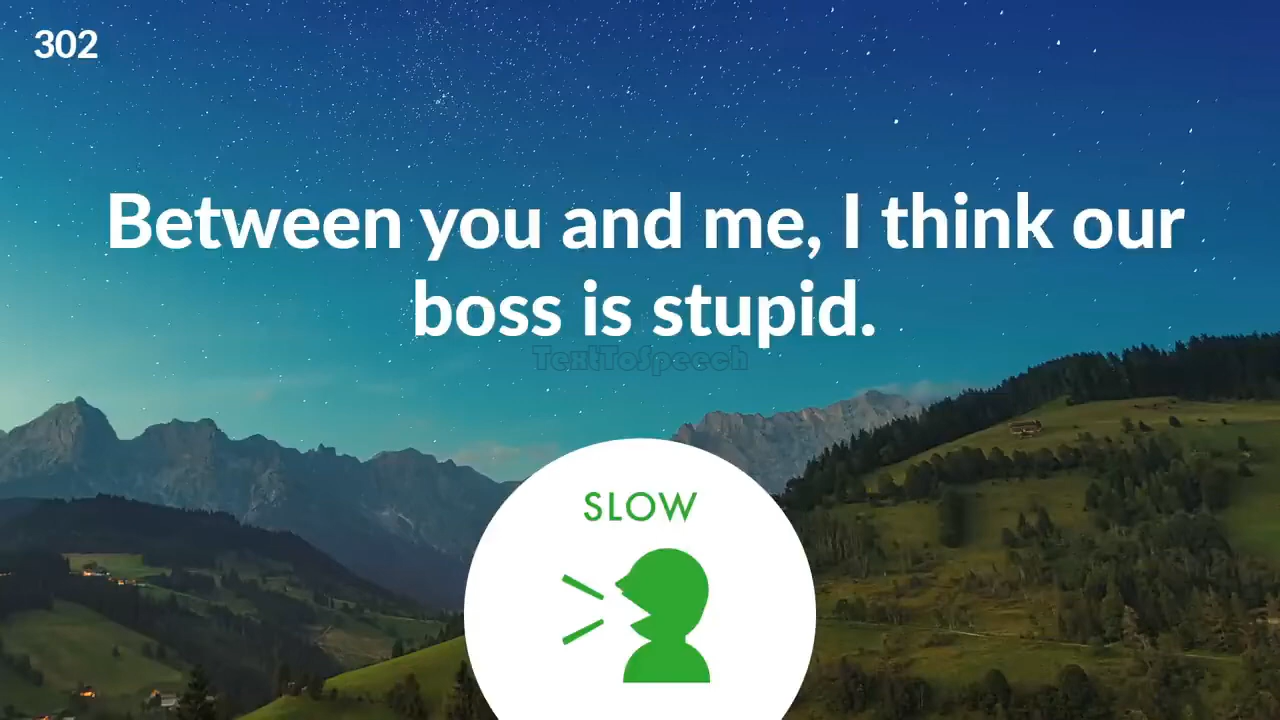 302
Between you and me, I think our
boss is stupid.
TextToSpeech
SLOW